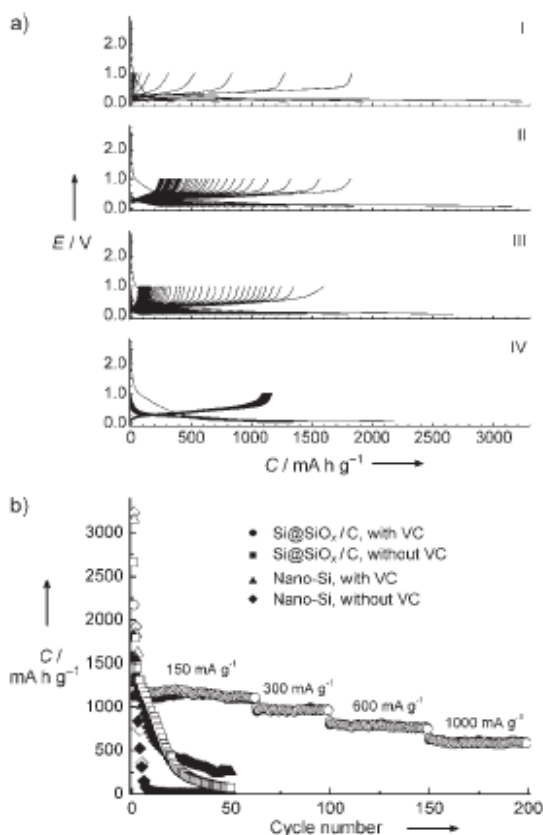 a)
I
2.0
1.0
0.0
II
2.0
1.0
0.0
E / V
III
2.0
1.0
0.0
IV
2.0
1.0
0.0
0 500 1000 1500 2000 2500 3000
C / mA h g⁻¹
b)
3000
2500
2000
1500
1000
500
0
C /
mA h g⁻¹
Si@SiOₓ/C, with VC
Si@SiOₓ/C, without VC
Nano-Si, with VC
Nano-Si, without VC
150 mA g⁻¹
300 mA g⁻¹
600 mA g⁻¹
1000 mA g⁻¹
0 50 100 150 200
Cycle number